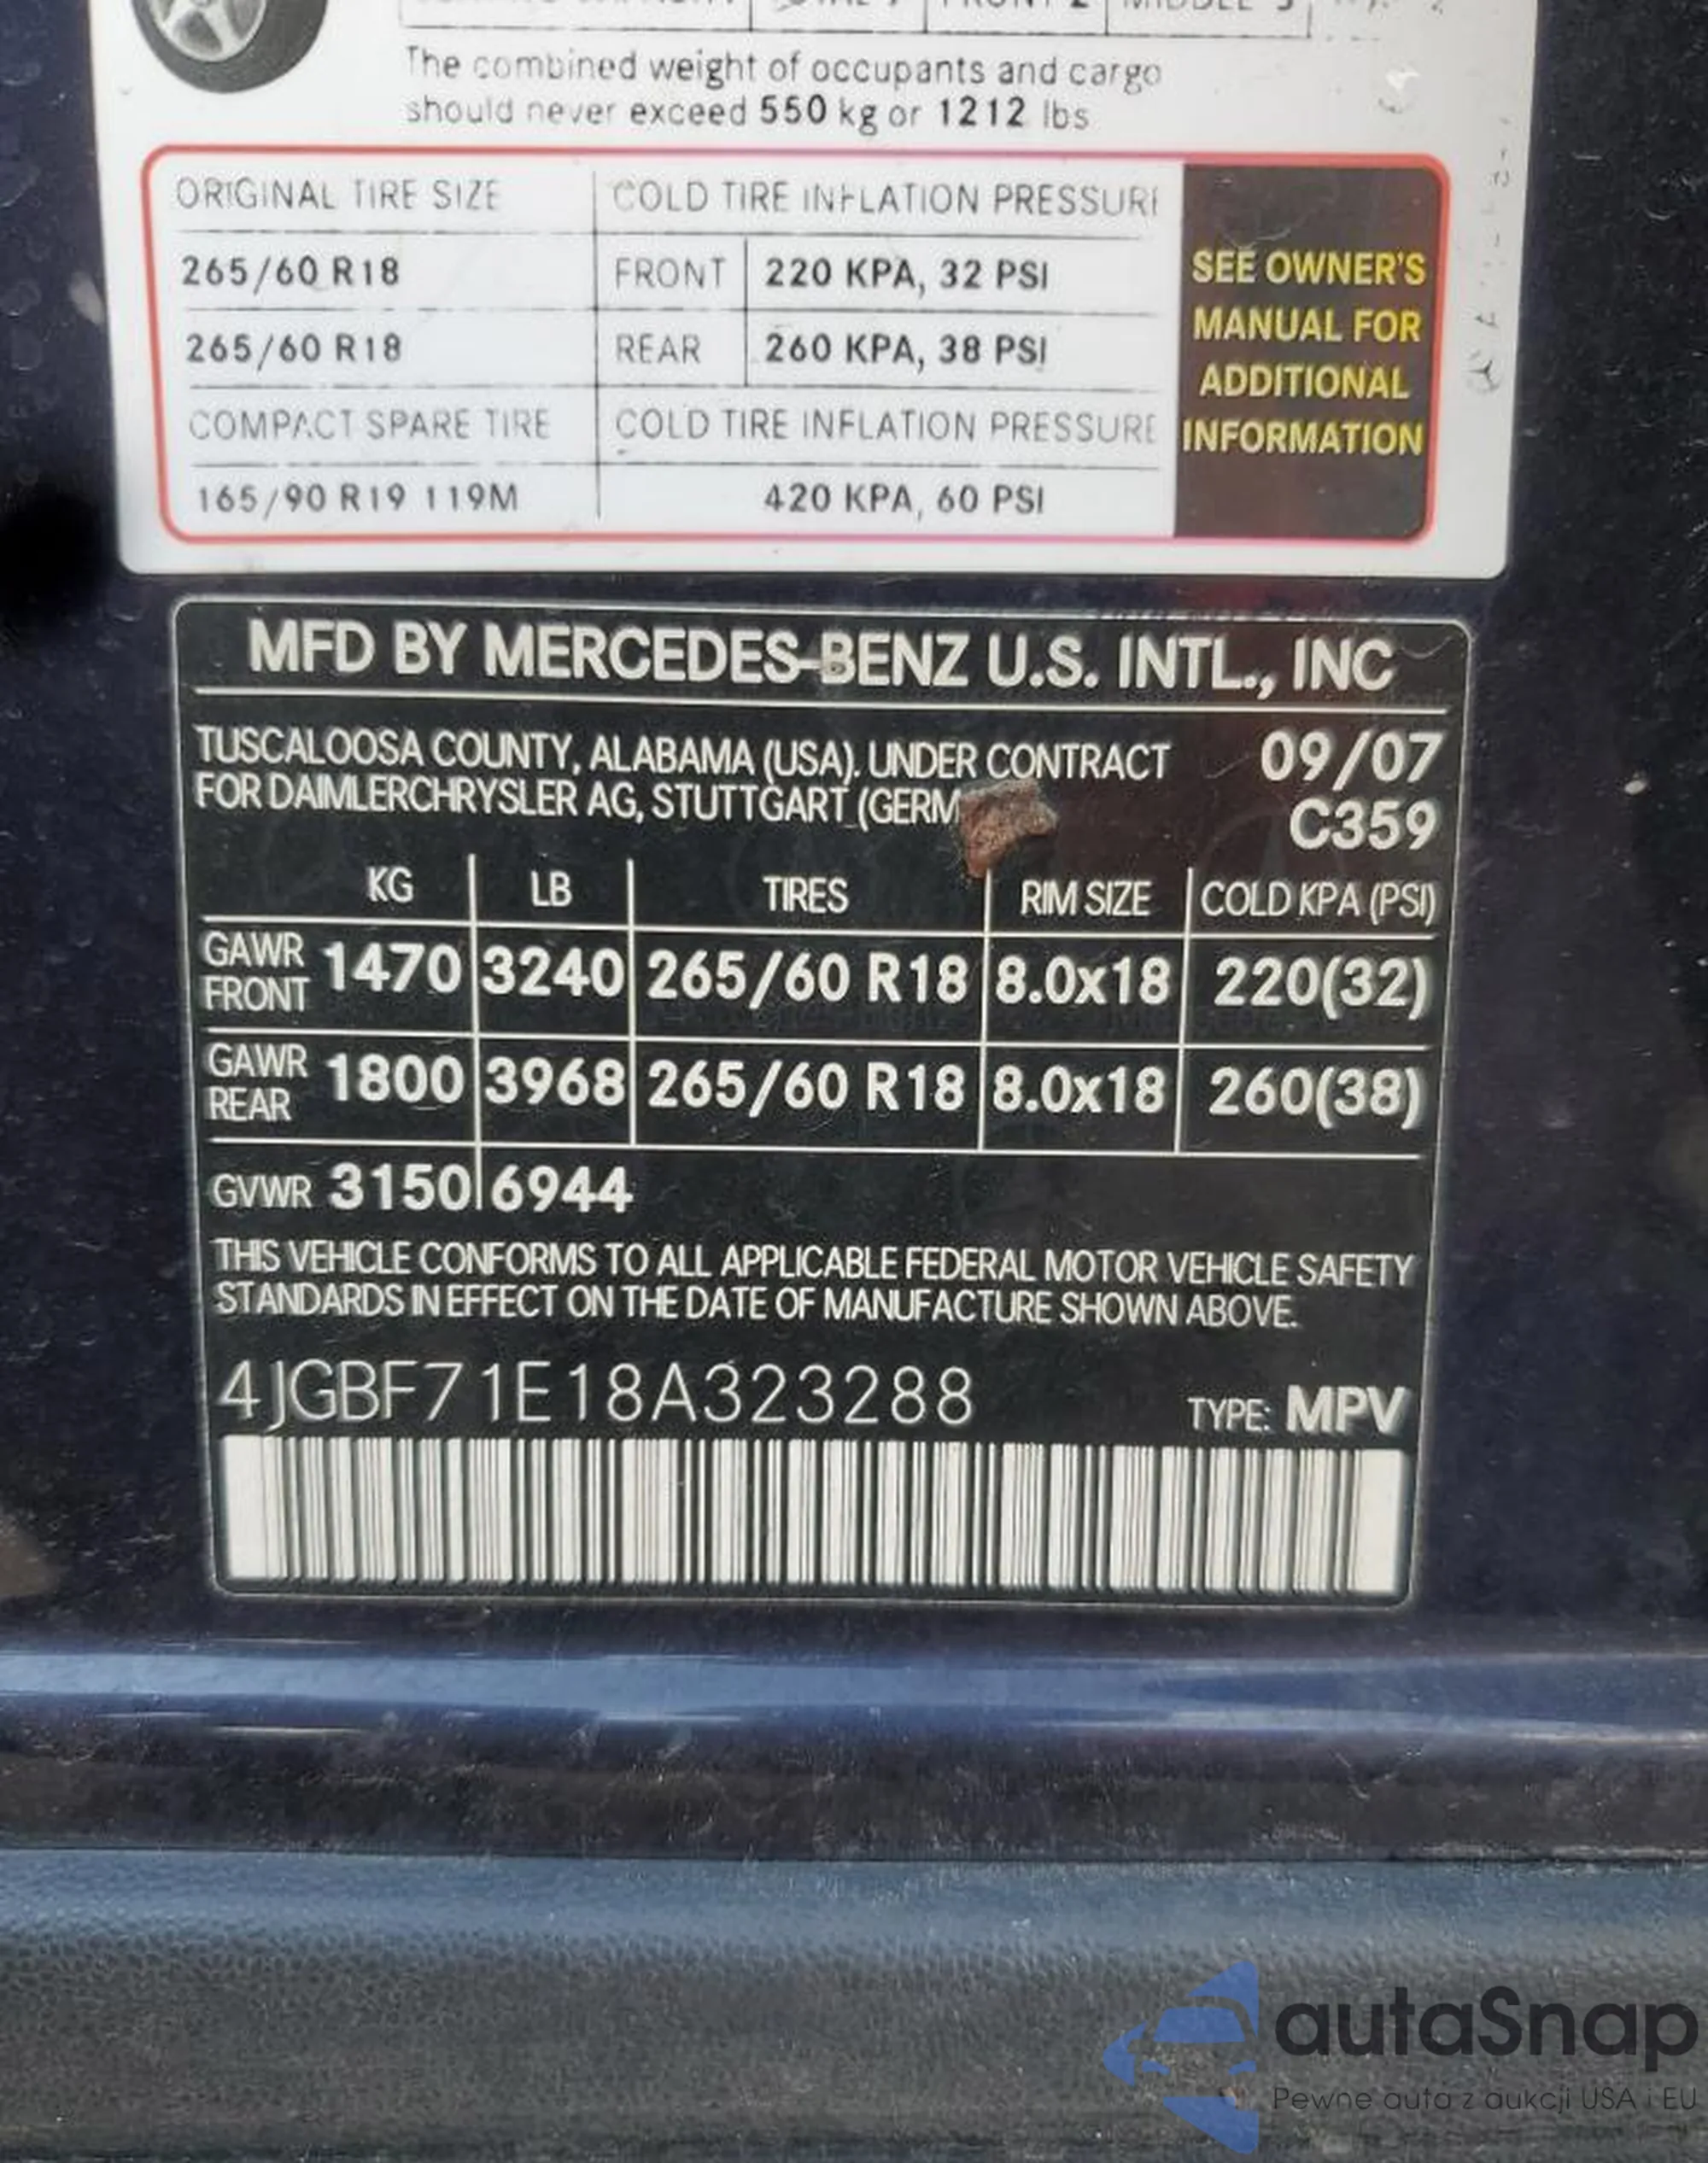 The combined weight of occupants and cargo
should never exceed 550 kg or 1212 lbs
ORIGINAL TIRE SIZE COLD TIRE INFLATION PRESSURE
265/60 R18 FRONT 220 KPA, 32 PSI
265/60 R18 REAR 260 KPA, 38 PSI
COMPACT SPARE TIRE COLD TIRE INFLATION PRESSURE
165/90 R19 119M 420 KPA, 60 PSI
SEE OWNER'S
MANUAL FOR
ADDITIONAL
INFORMATION
MFD BY MERCEDES-BENZ U.S. INTL., INC
TUSCALOOSA COUNTY, ALABAMA (USA). UNDER CONTRACT 09/07
FOR DAIMLERCHRYSLER AG, STUTTGART (GERM C359
KG LB TIRES RIM SIZE COLD KPA (PSI)
GAWR FRONT 1470 3240 265/60 R18 8.0x18 220(32)
GAWR REAR 1800 3968 265/60 R18 8.0x18 260(38)
GVWR 3150 6944
THIS VEHICLE CONFORMS TO ALL APPLICABLE FEDERAL MOTOR VEHICLE SAFETY
STANDARDS IN EFFECT ON THE DATE OF MANUFACTURE SHOWN ABOVE.
4JGBF71E18A323288 TYPE: MPV
autaSnap
Pewne auta z aukcji USA i EU